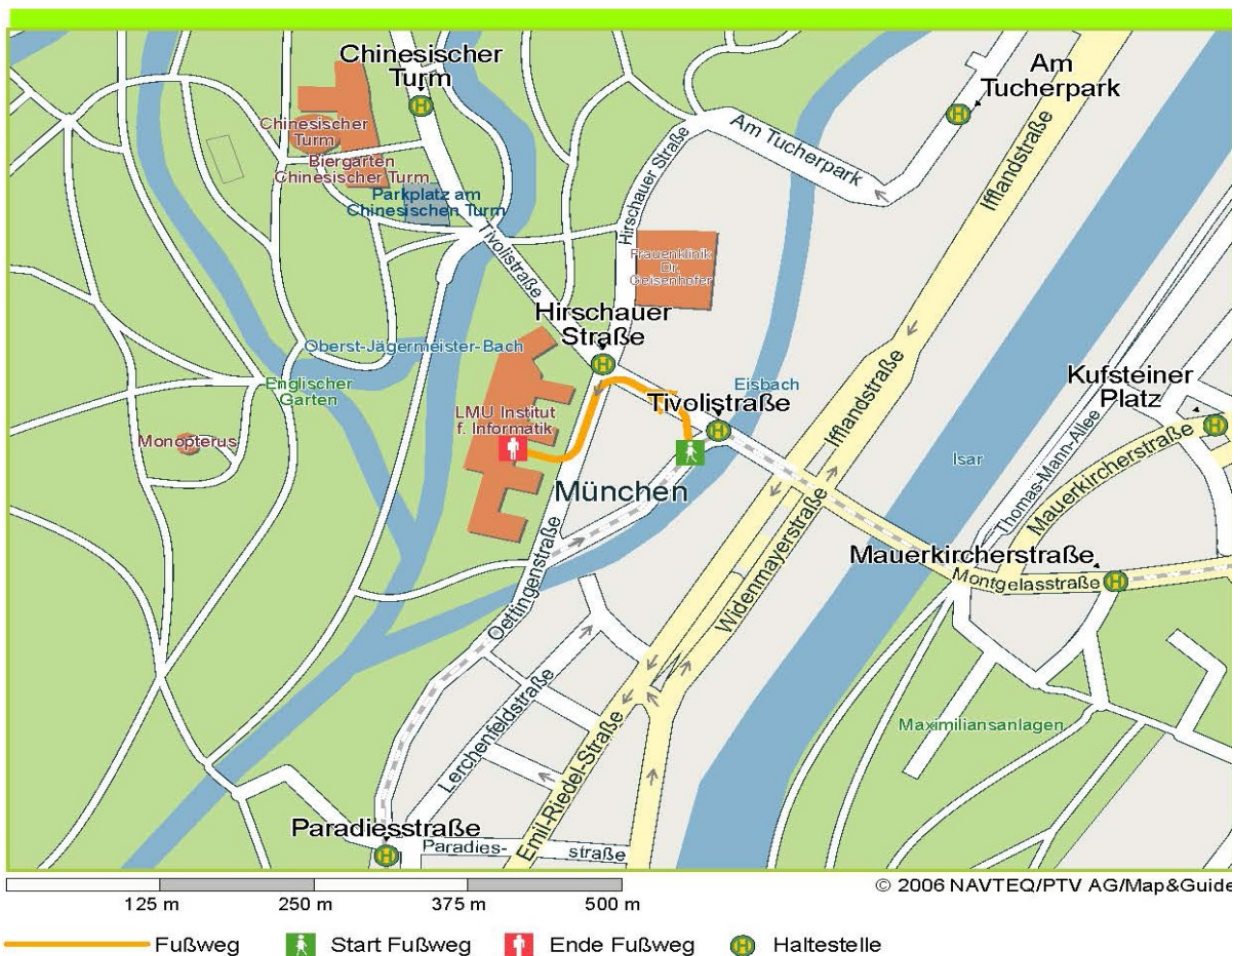 Chinesischer
Turm
Am
Tucherpark
Chinesischer
Turm
Biergarten
Chinesischer Turm
Parkplatz am
Chinesischen Turm
Am Tucherpark
Hirschauer Straße
Ifflandstraße
Tivolistraße
Frauenklinik
Dr.
Geisenhofer
Hirschauer
Straße
Oberst-Jägermeister-Bach
Englischer
Garten
Eisbach
Ifflandstraße
Kufsteiner
Platz
Tivolistraße
LMU Institut
f. Informatik
Monopterus
Isar
Thomas-Mann-Allee
Mauerkircherstraße
München
Widenmayerstraße
Mauerkircherstraße
Montgelasstraße
Oettingenstraße
Lerchenfeldstraße
Maximiliansanlagen
Emil-Riedel-Straße
Paradiesstraße
Paradies- straße
© 2006 NAVTEQ/PTV AG/Map&Guide
125 m 250 m 375 m 500 m
Fußweg Start Fußweg Ende Fußweg H Haltestelle